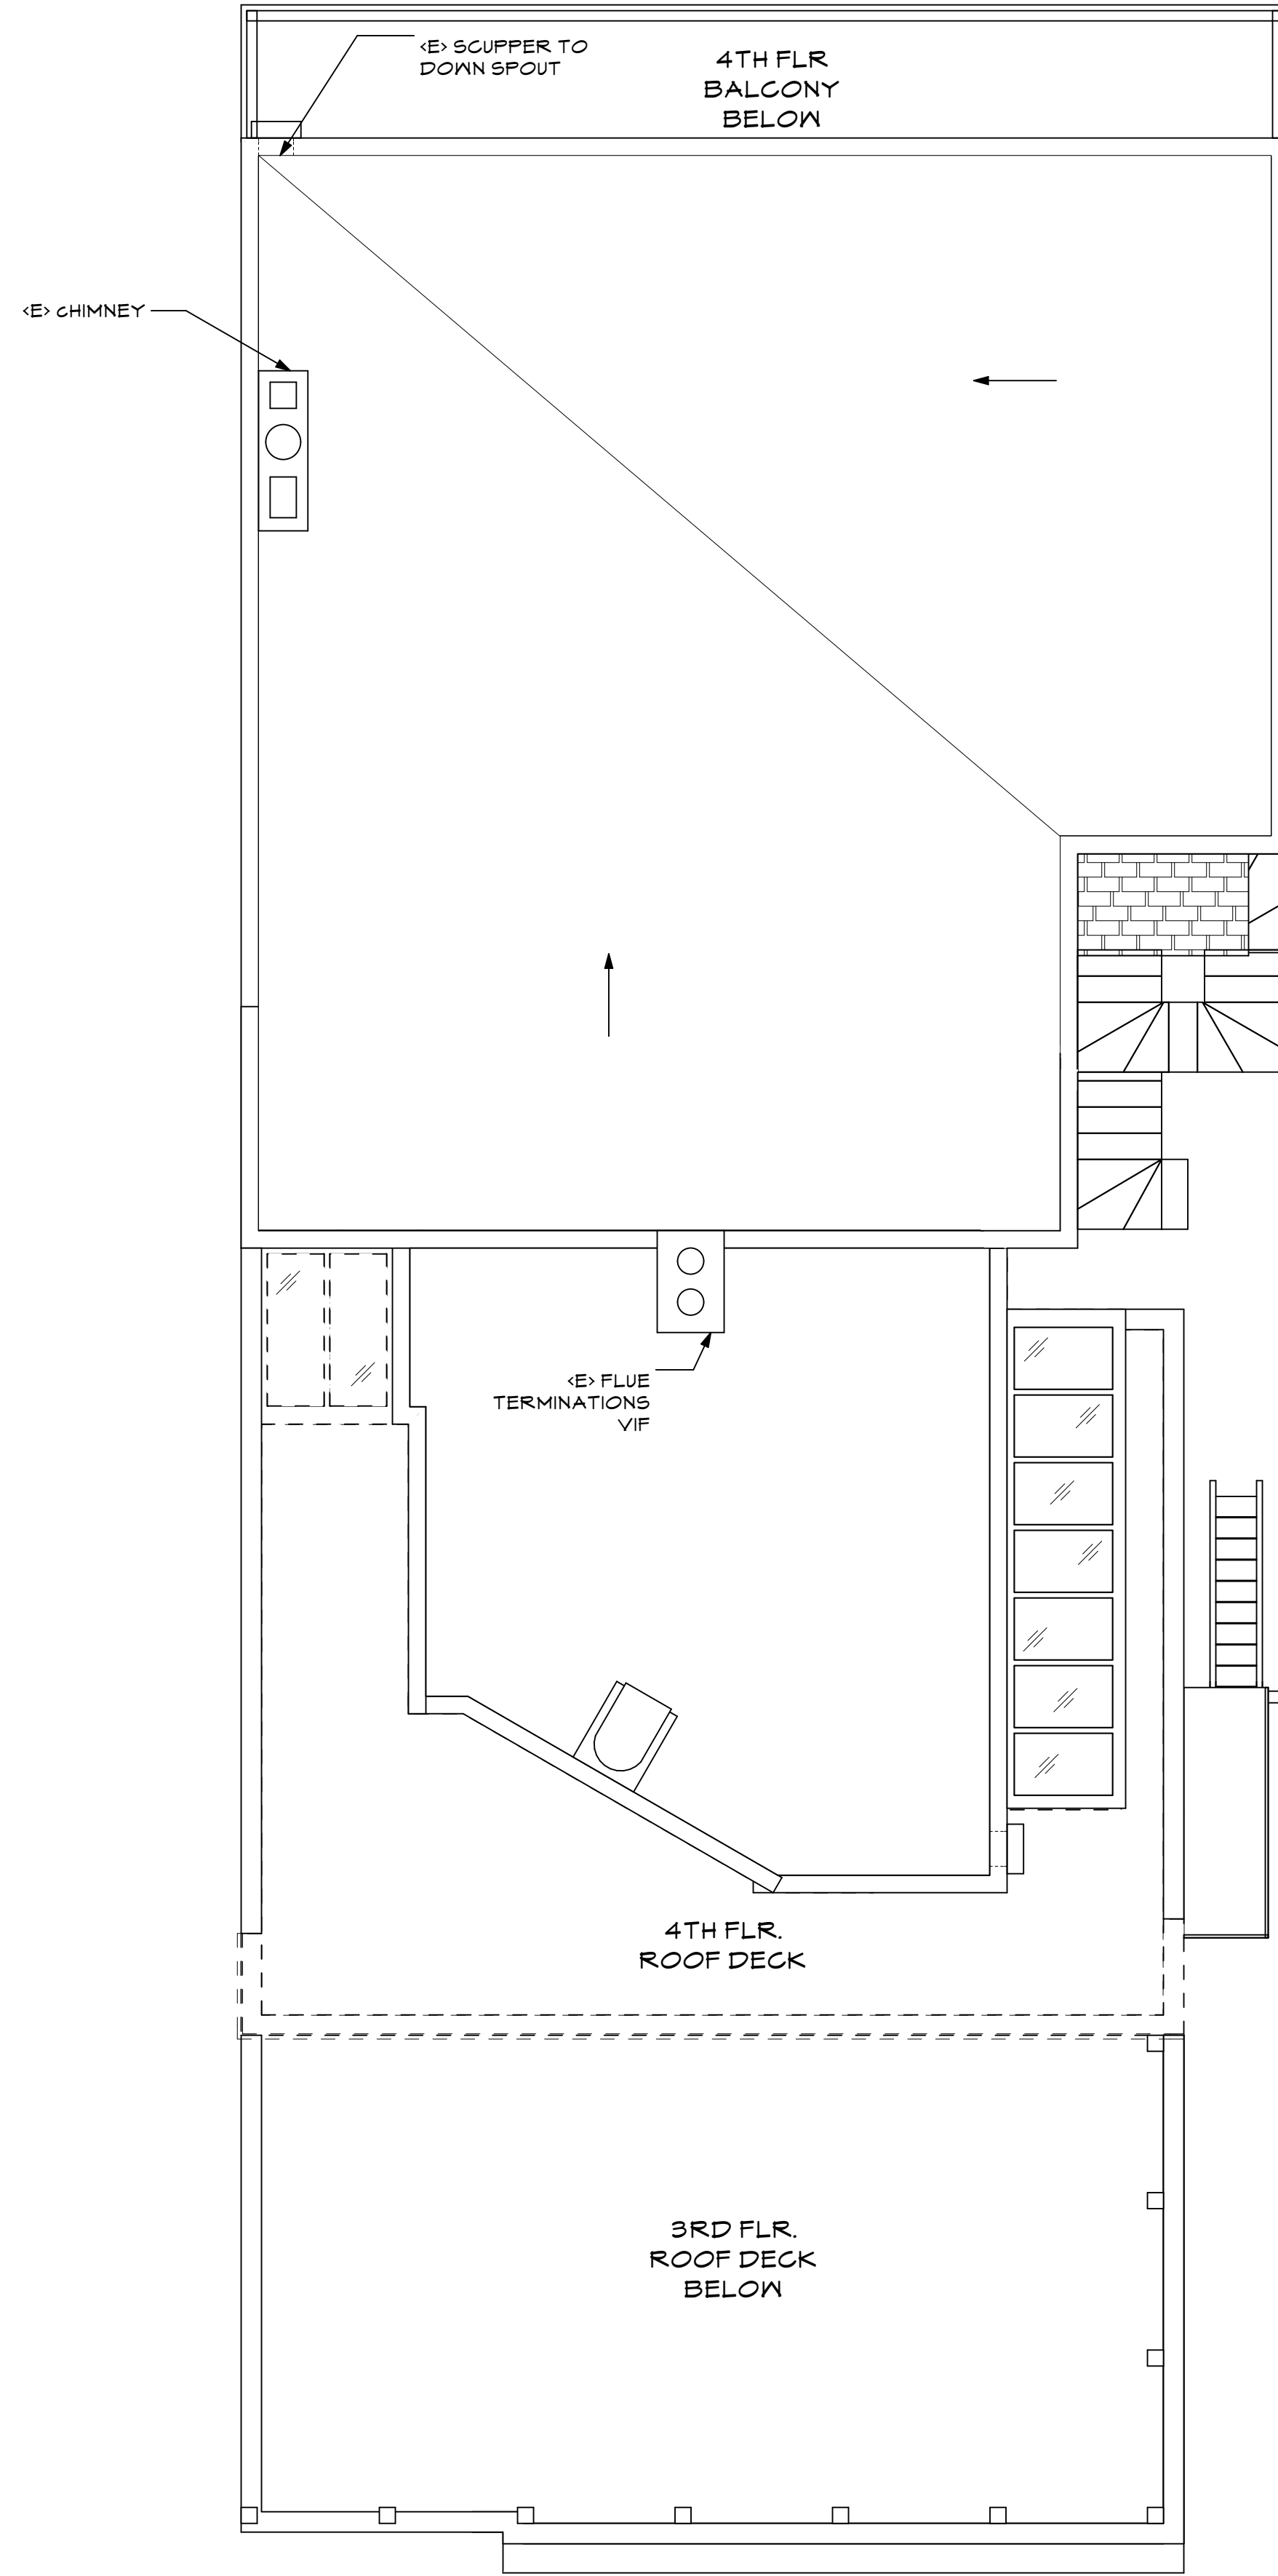 <E> SCUPPER TO
DOWN SPOUT
4TH FLR
BALCONY
BELOW
<E> CHIMNEY
<E> FLUE
TERMINATIONS
VIF
4TH FLR.
ROOF DECK
3RD FLR.
ROOF DECK
BELOW